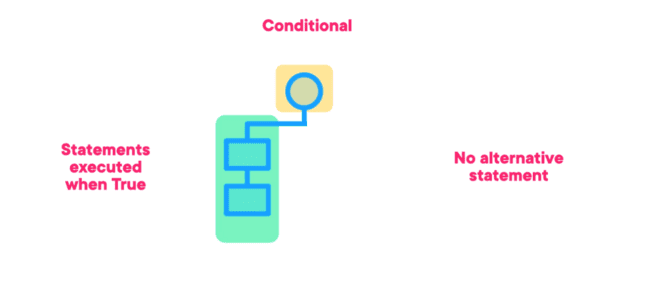 Conditional
Statements
executed
when True
No alternative
statement